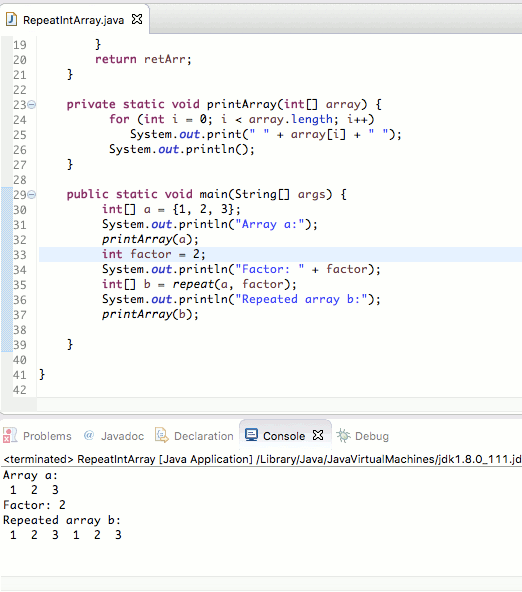 RepeatIntArray.java
19 }
20 return retArr;
21 }
22
23 private static void printArray(int[] array) {
24 for (int i = 0; i < array.length; i++)
25 System.out.print(" " + array[i] + " ");
26 System.out.println();
27 }
28
29 public static void main(String[] args) {
30 int[] a = {1, 2, 3};
31 System.out.println("Array a:");
32 printArray(a);
33 int factor = 2;
34 System.out.println("Factor: " + factor);
35 int[] b = repeat(a, factor);
36 System.out.println("Repeated array b:");
37 printArray(b);
38
39 }
40
41 }
42
Problems @ Javadoc Declaration Console Debug
<terminated> RepeatIntArray [Java Application] /Library/Java/JavaVirtualMachines/jdk1.8.0_111.jd
Array a:
1 2 3
Factor: 2
Repeated array b:
1 2 3 1 2 3